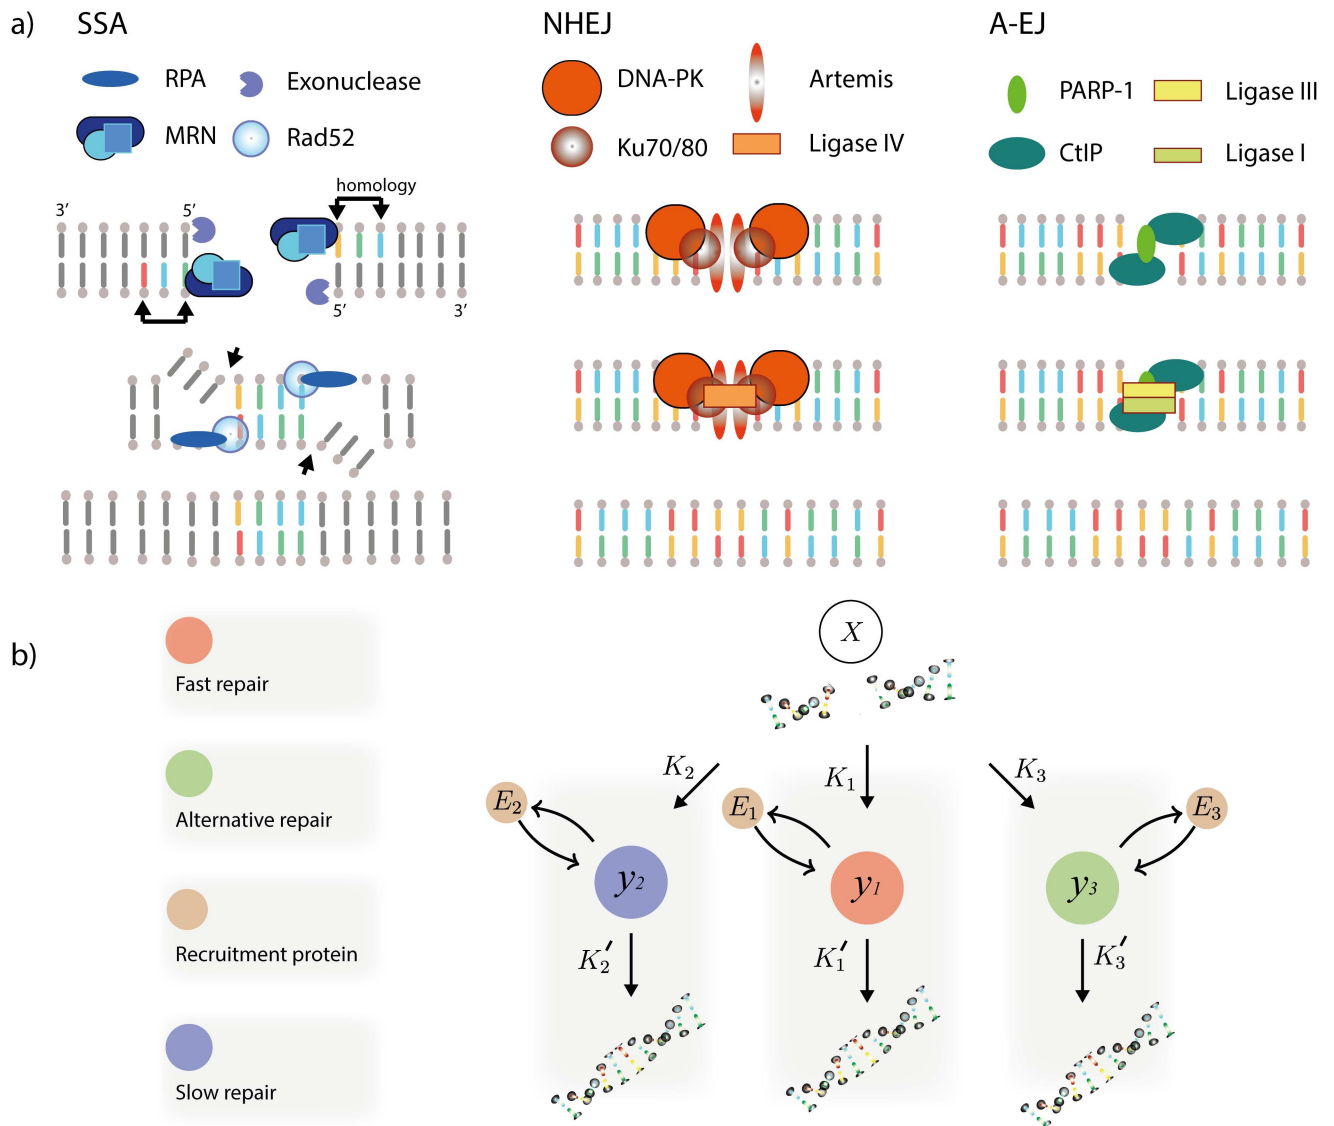 a)
SSA
NHEJ
A-EJ
RPA
Exonuclease
MRN
Rad52
DNA-PK
Artemis
Ku70/80
Ligase IV
PARP-1
Ligase III
CtIP
Ligase I
homology
3′
5′
5′
3′
b)
Fast repair
Alternative repair
Recruitment protein
Slow repair
X
K₂
K₁
K₃
E₂
E₁
E₃
y₂
y₁
y₃
K₂′
K₁′
K₃′